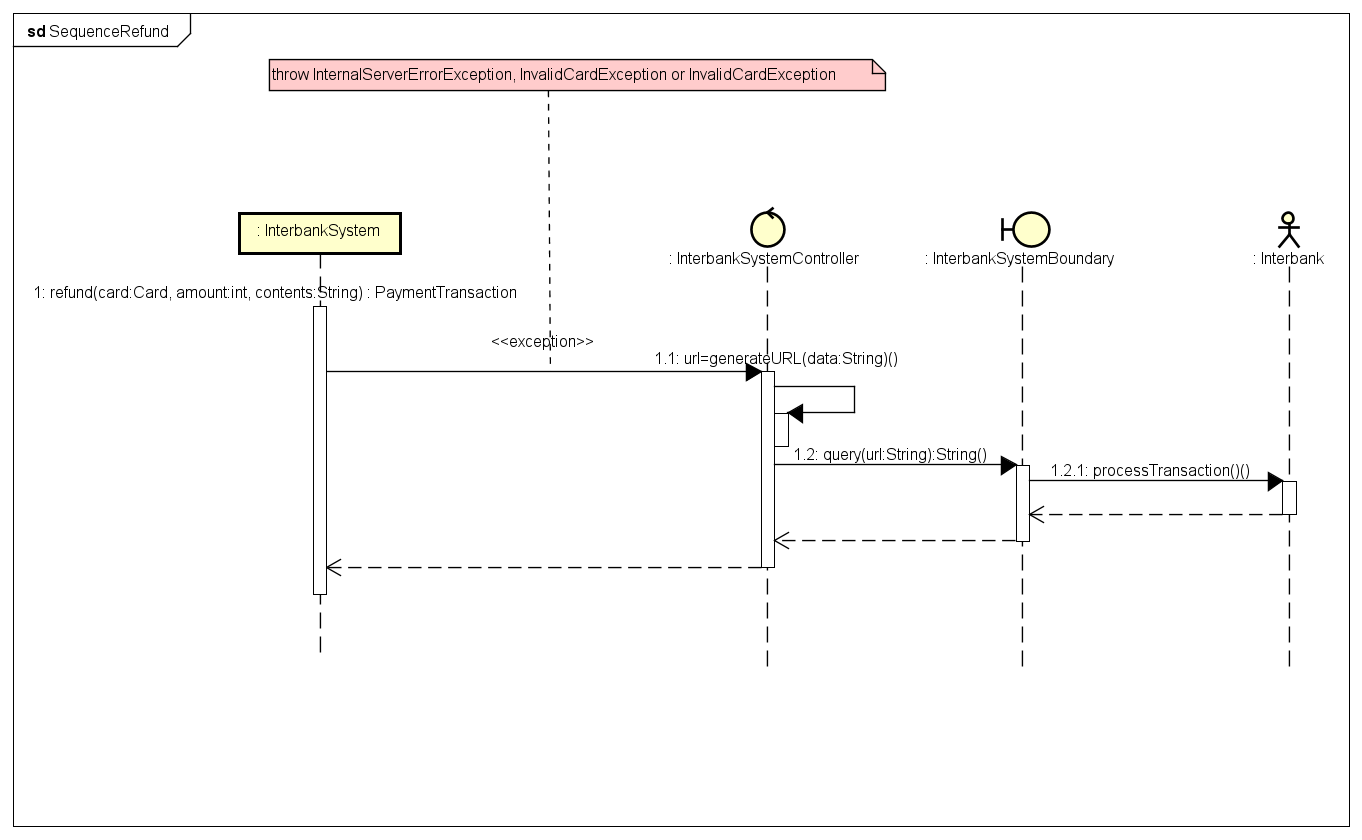 sd SequenceRefund
throw InternalServerErrorException, InvalidCardException or InvalidCardException
: InterbankSystem
: InterbankSystemController
: InterbankSystemBoundary
: Interbank
1: refund(card:Card, amount:int, contents:String) : PaymentTransaction
<<exception>>
1.1: url=generateURL(data:String)()
1.2: query(url:String):String()
1.2.1: processTransaction()()